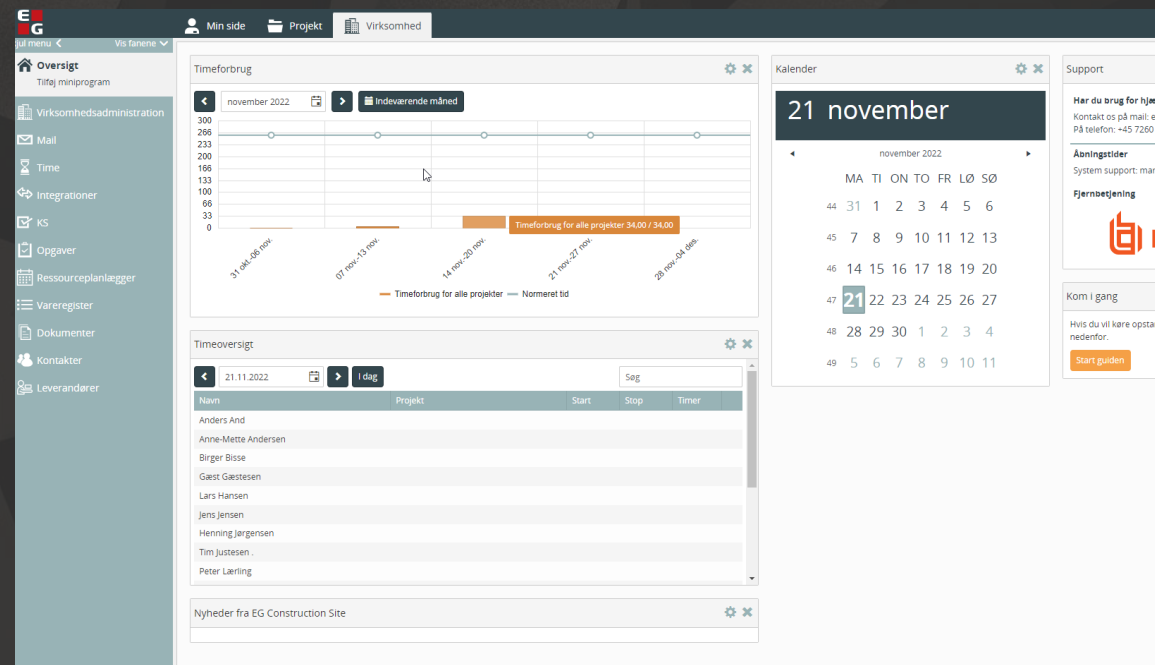 EG
Min side
Projekt
Virksomhed
jul menu
Vis fanene
Oversigt
Tilføj miniprogram
Virksomhedsadministration
Mail
Time
Integrationer
KS
Opgaver
Ressourceplanlægger
Vareregister
Dokumenter
Kontakter
Leverandører
Timeforbrug
november 2022
Indeværende måned
300
266
233
200
166
133
100
66
33
0
Timeforbrug for alle projekter 34,00 / 34,00
31 okt.-06 nov.
07 nov.-13 nov.
14 nov.-20 nov.
21 nov.-27 nov.
28 nov.-04 des.
Timeforbrug for alle projekter
Normeret tid
Timeoversigt
21.11.2022
I dag
Søg
Navn Projekt Start Stop Timer
Anders And
Anne-Mette Andersen
Birger Bisse
Gæst Gæstesen
Lars Hansen
Jens Jensen
Henning Jørgensen
Tim Justesen .
Peter Lærling
Nyheder fra EG Construction Site
Kalender
21 november
november 2022
MA TI ON TO FR LØ SØ
44 31 1 2 3 4 5 6
45 7 8 9 10 11 12 13
46 14 15 16 17 18 19 20
47 21 22 23 24 25 26 27
48 28 29 30 1 2 3 4
49 5 6 7 8 9 10 11
Support
Har du brug for hjæ
Kontakt os på mail: e
På telefon: +45 7260
Åbningstider
System support: man
Fjernbetjening
Kom i gang
Hvis du vil køre opsta
nedenfor.
Start guiden